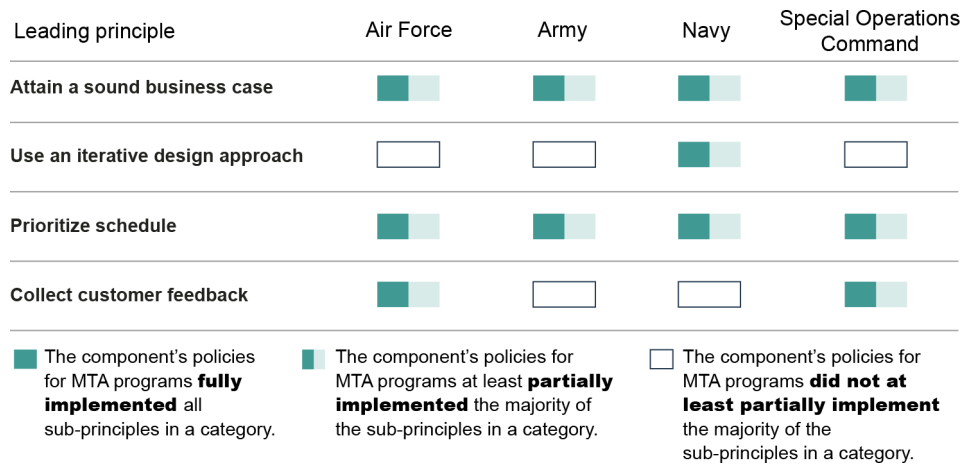 Leading principle
Air Force
Army
Navy
Special Operations
Command
Attain a sound business case
Use an iterative design approach
Prioritize schedule
Collect customer feedback
The component’s policies
for MTA programs fully
implemented all
sub-principles in a category.
The component’s policies for
MTA programs at least partially
implemented the majority of
the sub-principles in a category.
The component’s policies for
MTA programs did not at
least partially implement
the majority of the
sub-principles in a category.